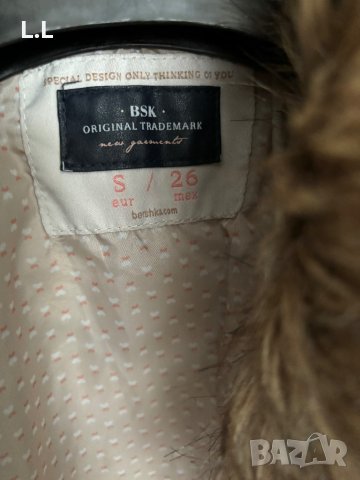 L.L
SPECIAL DESIGN ONLY THINKING OF YOU
· BSK ·
ORIGINAL TRADEMARK
new garments
S / 26
eur mex
bershka.com
BAZAR